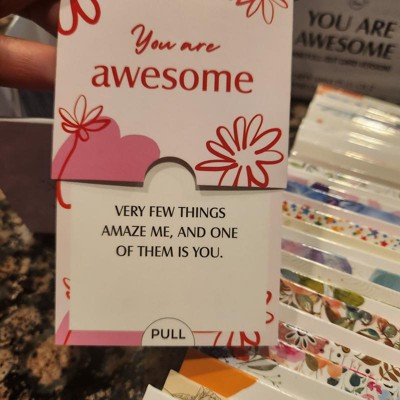 You are
awesome
VERY FEW THINGS
AMAZE ME, AND ONE
OF THEM IS YOU.
PULL
YOU ARE
AWESOME